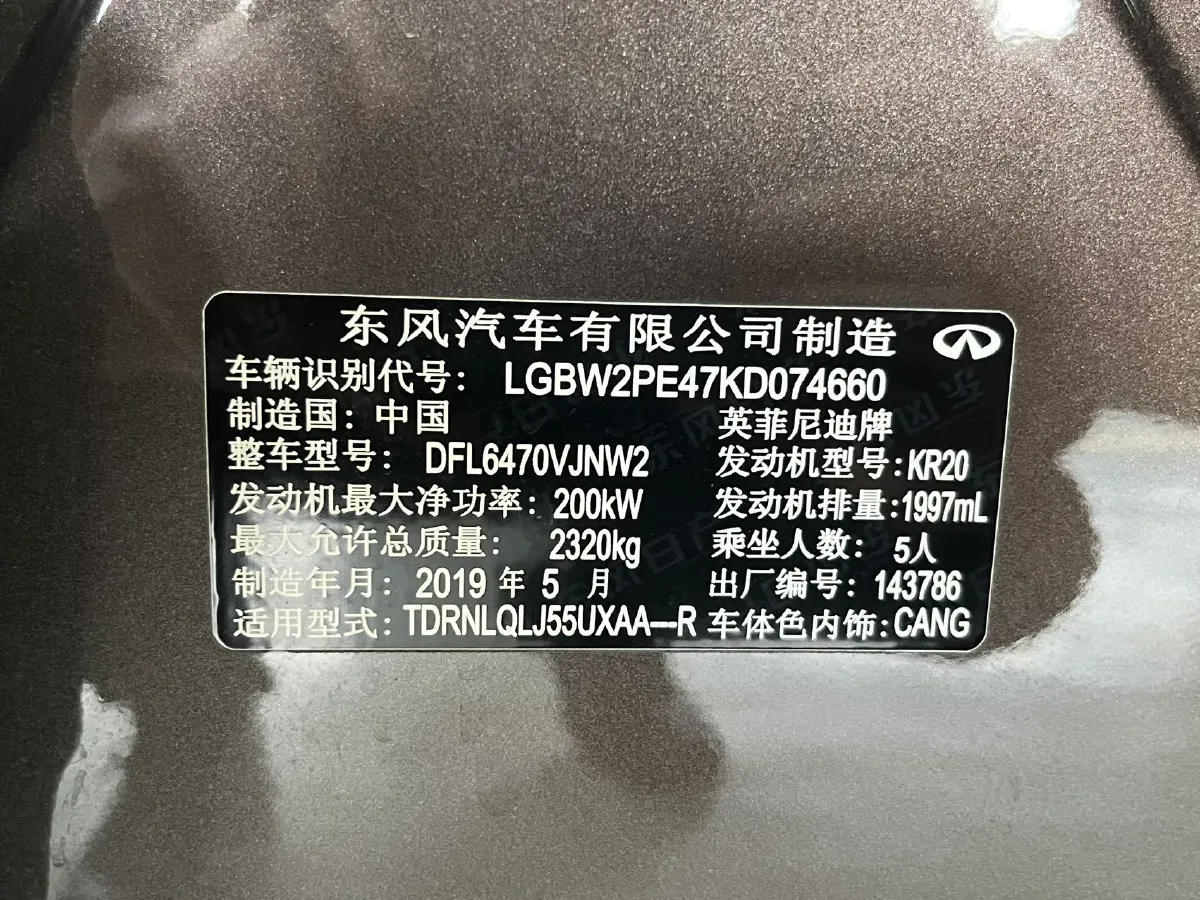 东风汽车有限公司制造
车辆识别代号： LGBW2PE47KD074660
制造国：中国 英菲尼迪牌
整车型号： DFL6470VJNW2 发动机型号:KR20
发动机最大净功率：200kW 发动机排量:1997mL
最大允许总质量： 2320kg 乘坐人数： 5人
制造年月：2019 年 5 月 出厂编号：143786
适用型式：TDRNLQLJ55UXAA---R 车体色内饰:CANG